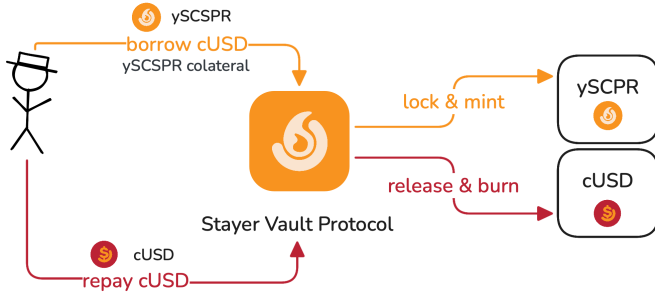 ySCSPR
borrow cUSD
ySCSPR colateral
lock & mint
ySCPR
release & burn
cUSD
Stayer Vault Protocol
cUSD
repay cUSD